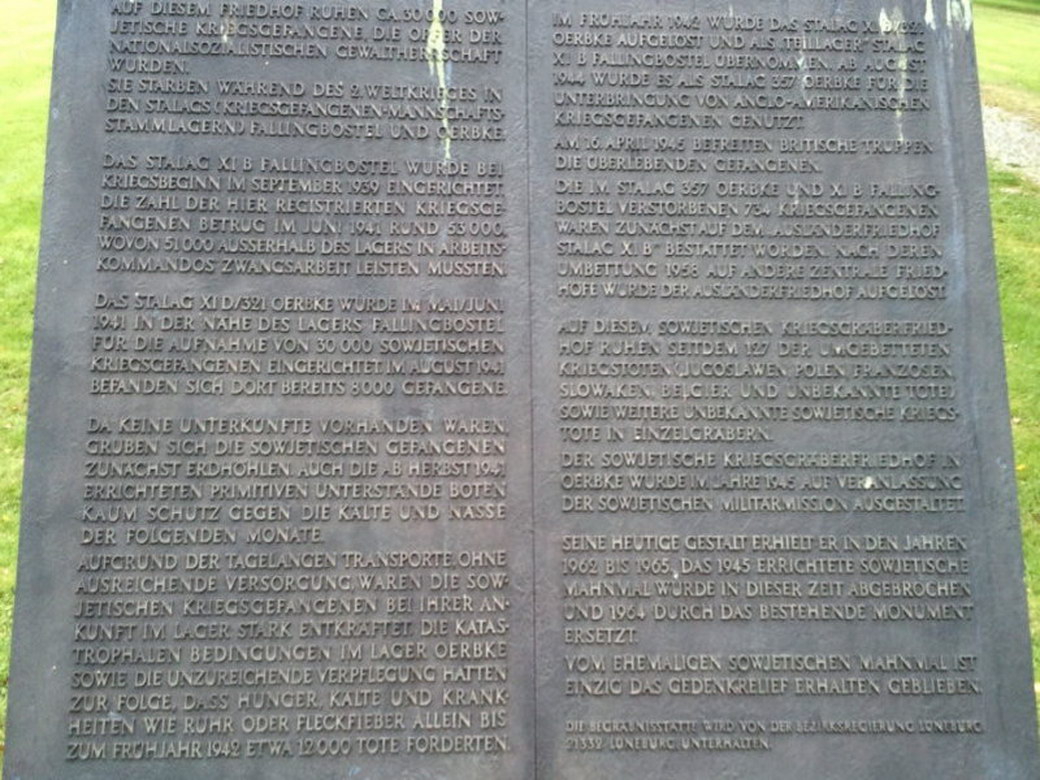 AUF DIESEM FRIEDHOF RUHEN CA. 30 000 SOW-
JETISCHE KRIEGSGEFANGENE, DIE OPFER DER
NATIONALSOZIALISTISCHEN GEWALTHERRSCHAFT
WURDEN.
SIE STARBEN WÄHREND DES 2. WELTKRIEGES IN
DEN STALAGS (KRIEGSGEFANGENEN-MANNSCHAFTS-
STAMMLAGERN) FALLINGBOSTEL UND OERBKE.
DAS STALAG XI B FALLINGBOSTEL WURDE BEI
KRIEGSBEGINN IM SEPTEMBER 1939 EINGERICHTET.
DIE ZAHL DER HIER REGISTRIERTEN KRIEGSGE-
FANGENEN BETRUG IM JUNI 1941 RUND 53 000,
WOVON 51 000 AUSSERHALB DES LAGERS IN ARBEITS-
KOMMANDOS ZWANGSARBEIT LEISTEN MUSSTEN.
DAS STALAG XI D/321 OERBKE WURDE IM MAI/JUNI
1941 IN DER NÄHE DES LAGERS FALLINGBOSTEL
FÜR DIE AUFNAHME VON 30 000 SOWJETISCHEN
KRIEGSGEFANGENEN EINGERICHTET. IM AUGUST 1941
BEFANDEN SICH DORT BEREITS 8000 GEFANGENE.
DA KEINE UNTERKÜNFTE VORHANDEN WAREN,
GRUBEN SICH DIE SOWJETISCHEN GEFANGENEN
ZUNÄCHST ERDHÖHLEN. AUCH DIE AB HERBST 1941
ERRICHTETEN PRIMITIVEN UNTERSTÄNDE BOTEN
KAUM SCHUTZ GEGEN DIE KÄLTE UND NÄSSE
DER FOLGENDEN MONATE.
AUFGRUND DER TAGELANGEN TRANSPORTE OHNE
AUSREICHENDE VERSORGUNG, WAREN DIE SOW-
JETISCHEN KRIEGSGEFANGENEN BEI IHRER AN-
KUNFT IM LAGER STARK ENTKRÄFTET. DIE KATAS-
TROPHALEN BEDINGUNGEN IM LAGER OERBKE
SOWIE DIE UNZUREICHENDE VERPFLEGUNG HATTEN
ZUR FOLGE, DASS HUNGER, KÄLTE UND KRANK-
HEITEN WIE RUHR ODER FLECKFIEBER ALLEIN BIS
ZUM FRÜHJAHR 1942 ETWA 12 000 TOTE FORDERTEN.
IM FRÜHJAHR 1942 WURDE DAS STALAG XI D/321
OERBKE AUFGELÖST UND ALS "TEILLAGER" STALAG
XI B FALLINGBOSTEL ÜBERNOMMEN. AB AUGUST
1944 WURDE ES ALS STALAG 357 OERBKE FÜR DIE
UNTERBRINGUNG VON ANGLO-AMERIKANISCHEN
KRIEGSGEFANGENEN GENUTZT.
AM 16. APRIL 1945 BEFREITEN BRITISCHE TRUPPEN
DIE ÜBERLEBENDEN GEFANGENEN.
DIE IM STALAG 357 OERBKE UND XI B FALLING-
BOSTEL VERSTORBENEN 734 KRIEGSGEFANGENEN
WAREN ZUNÄCHST AUF DEM "AUSLÄNDERFRIEDHOF
STALAG XI B" BESTATTET WORDEN. NACH DEREN
UMBETTUNG 1958 AUF ANDERE ZENTRALE FRIED-
HÖFE WURDE DER AUSLÄNDERFRIEDHOF AUFGELÖST.
AUF DIESEM SOWJETISCHEN KRIEGSGRÄBERFRIED-
HOF RUHEN SEITDEM 127 DER UMGEBETTETEN
KRIEGSTOTEN (JUGOSLAWEN, POLEN, FRANZOSEN,
SLOWAKEN, BELGIER UND UNBEKANNTE TOTE)
SOWIE WEITERE UNBEKANNTE SOWJETISCHE KRIEGS-
TOTE IN EINZELGRÄBERN.
DER SOWJETISCHE KRIEGSGRÄBERFRIEDHOF IN
OERBKE WURDE IM JAHRE 1945 AUF VERANLASSUNG
DER SOWJETISCHEN MILITÄRMISSION AUSGESTALTET.
SEINE HEUTIGE GESTALT ERHIELT ER IN DEN JAHREN
1962 BIS 1965. DAS 1945 ERRICHTETE SOWJETISCHE
MAHNMAL WURDE IN DIESER ZEIT ABGEBROCHEN
UND 1964 DURCH DAS BESTEHENDE MONUMENT
ERSETZT.
VOM EHEMALIGEN SOWJETISCHEN MAHNMAL IST
EINZIG DAS GEDENKRELIEF ERHALTEN GEBLIEBEN.
DIE BEGRÄBNISSTÄTTE WIRD VON DER BEZIRKSREGIERUNG LÜNEBURG
21332 LÜNEBURG UNTERHALTEN.